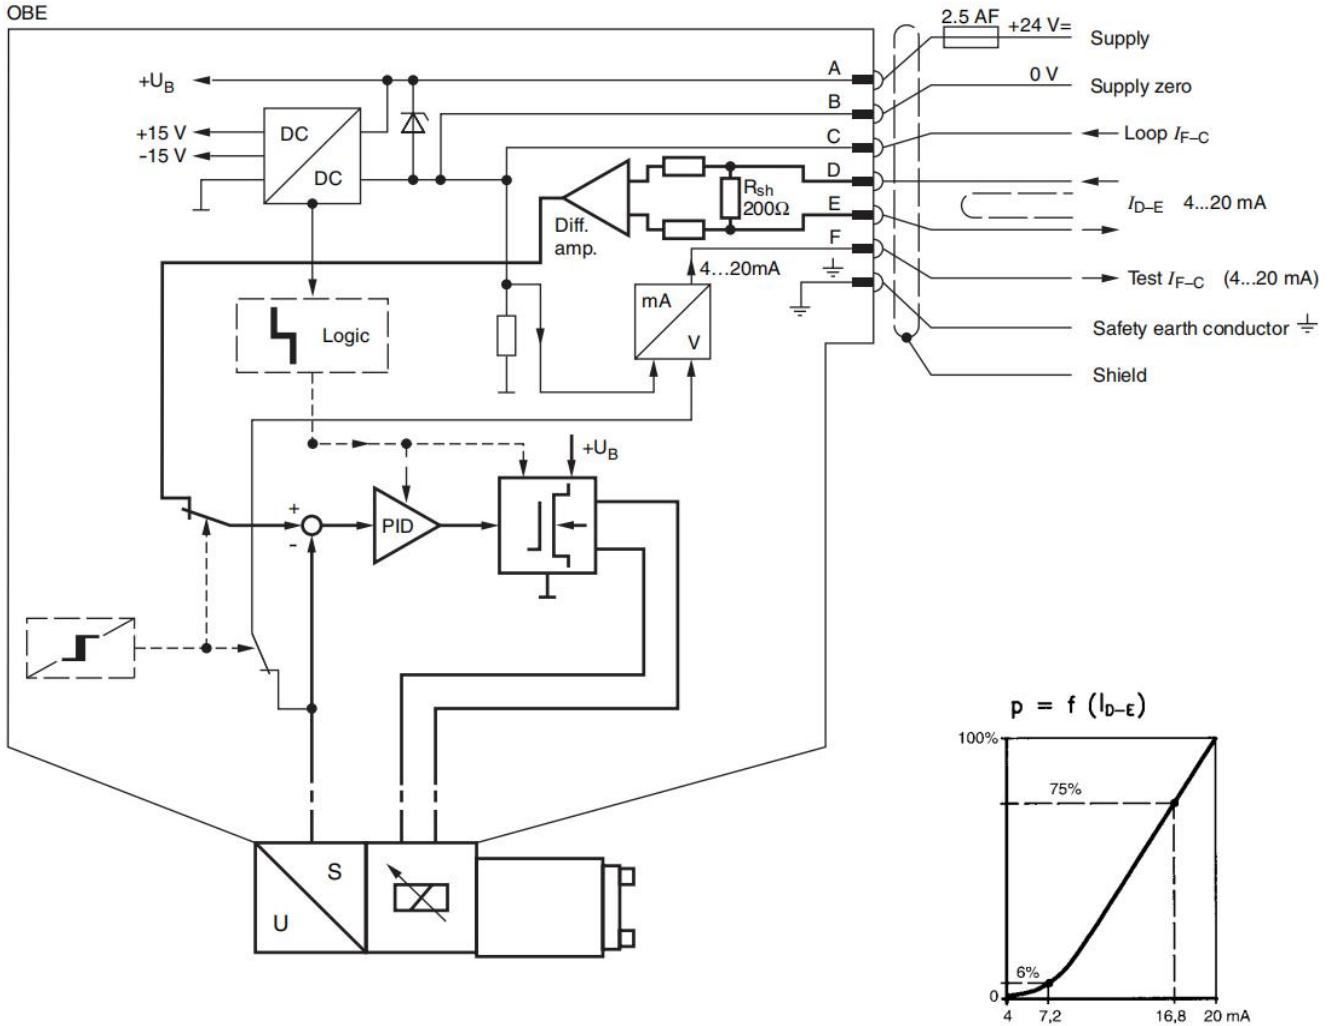 OBE
2.5 AF
+24 V=
Supply
0 V
Supply zero
Loop IF–C
ID–E 4...20 mA
Test IF–C (4...20 mA)
Safety earth conductor
Shield
A
B
C
D
E
F
+UB
+15 V
-15 V
DC
DC
Rsh
200Ω
Diff.
amp.
4...20mA
mA
V
Logic
+UB
+
-
PID
S
U
p = f (ID–E)
100%
75%
6%
0
4 7,2 16,8 20 mA